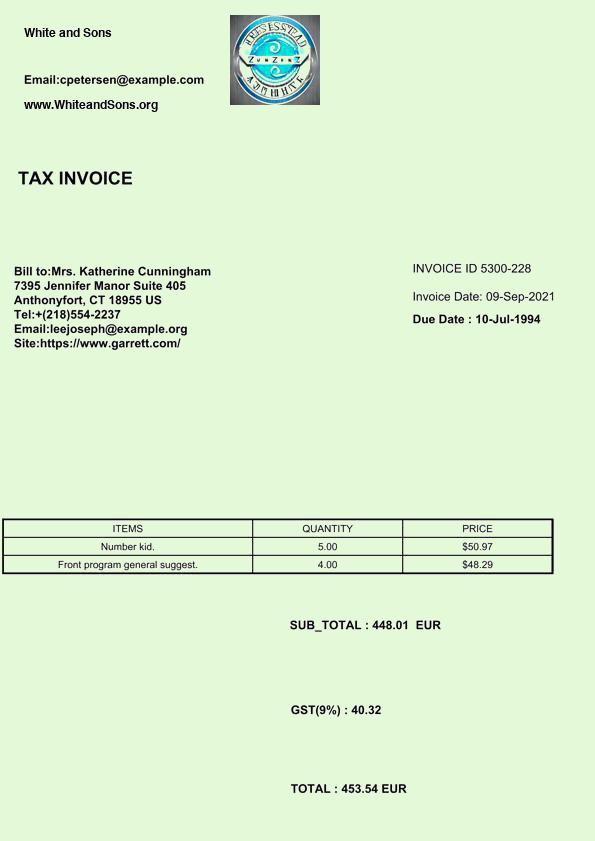 White and Sons
Email:cpetersen@example.com
www.WhiteandSons.org
TAX INVOICE
Bill to:Mrs. Katherine Cunningham
7395 Jennifer Manor Suite 405
Anthonyfort, CT 18955 US
Tel:+(218)554-2237
Email:leejoseph@example.org
Site:https://www.garrett.com/
INVOICE ID 5300-228
Invoice Date: 09-Sep-2021
Due Date : 10-Jul-1994
ITEMS QUANTITY PRICE
Number kid. 5.00 $50.97
Front program general suggest. 4.00 $48.29
SUB_TOTAL : 448.01 EUR
GST(9%) : 40.32
TOTAL : 453.54 EUR